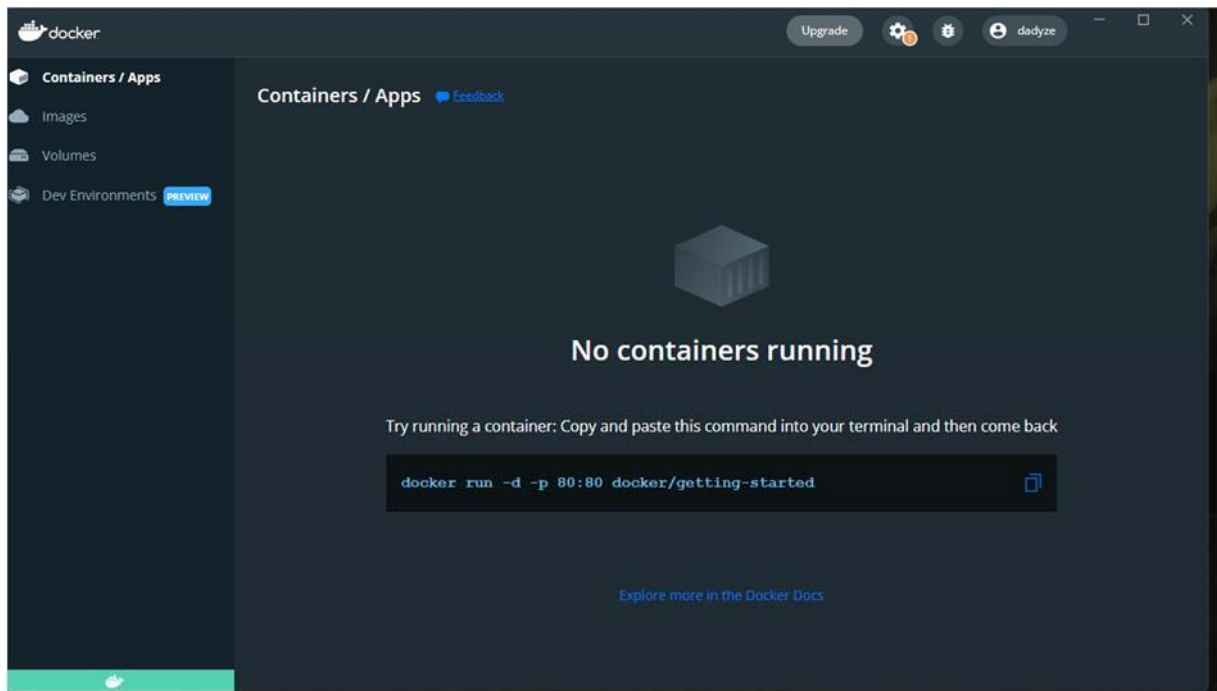 docker
Upgrade
dadyze
Containers / Apps
Images
Volumes
Dev Environments PREVIEW
Containers / Apps Feedback
No containers running
Try running a container: Copy and paste this command into your terminal and then come back
docker run -d -p 80:80 docker/getting-started
Explore more in the Docker Docs